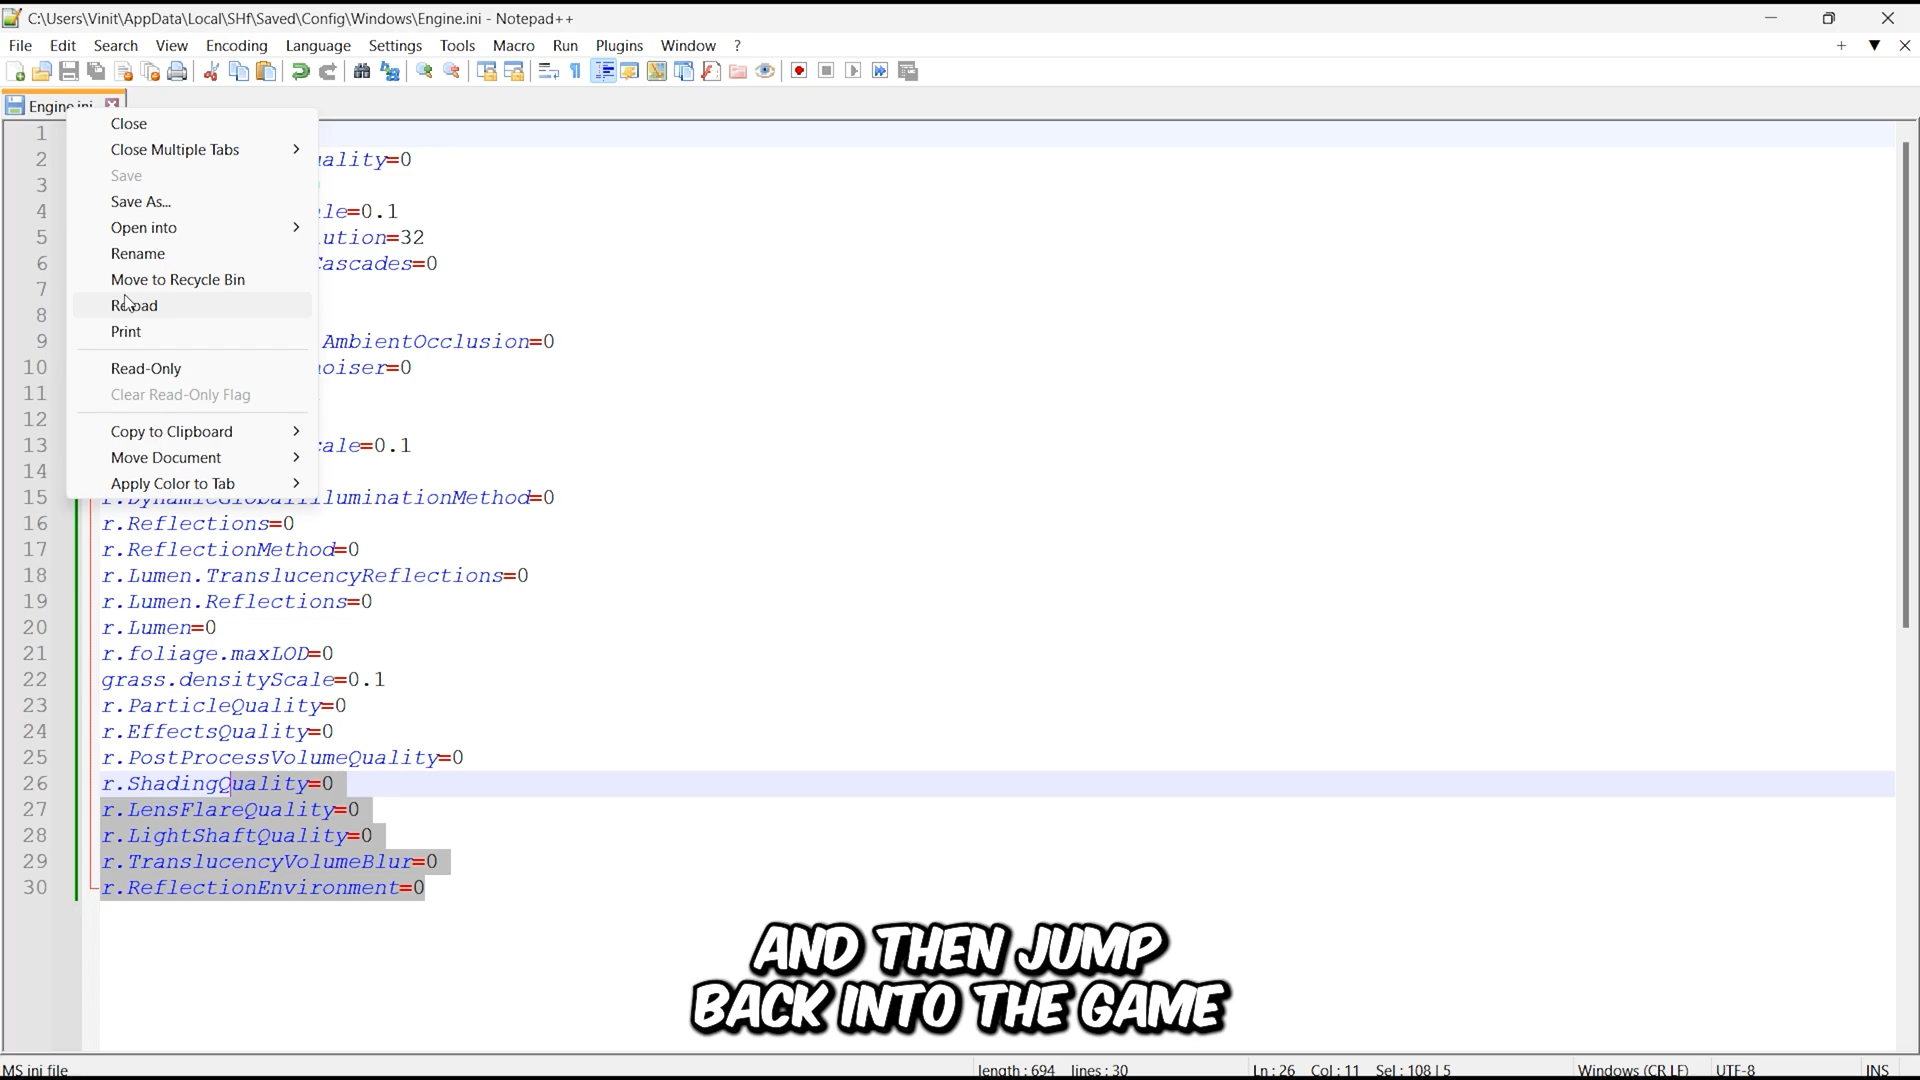 C:\Users\Vinit\AppData\Local\SHf\Saved\Config\Windows\Engine.ini - Notepad++
File Edit Search View Encoding Language Settings Tools Macro Run Plugins Window ?
Engine.ini
1
Close
2 ality=0
Close Multiple Tabs
3
Save
4 le=0.1
Save As...
5 ution=32
Open into
6 ascades=0
Rename
7
Move to Recycle Bin
8
Reload
9 AmbientOcclusion=0
Print
10 oiser=0
Read-Only
11
Clear Read-Only Flag
12
Copy to Clipboard
13 ale=0.1
Move Document
14
Apply Color to Tab
15 r.DynamicGlobalIlluminationMethod=0
16 r.Reflections=0
17 r.ReflectionMethod=0
18 r.Lumen.TranslucencyReflections=0
19 r.Lumen.Reflections=0
20 r.Lumen=0
21 r.foliage.maxLOD=0
22 grass.densityScale=0.1
23 r.ParticleQuality=0
24 r.EffectsQuality=0
25 r.PostProcessVolumeQuality=0
26 r.ShadingQuality=0
27 r.LensFlareQuality=0
28 r.LightShaftQuality=0
29 r.TranslucencyVolumeBlur=0
30 r.ReflectionEnvironment=0
AND THEN JUMP
BACK INTO THE GAME
MS ini file length : 694 lines : 30 Ln : 26 Col : 11 Sel : 108 | 5 Windows (CR LF) UTF-8 INS